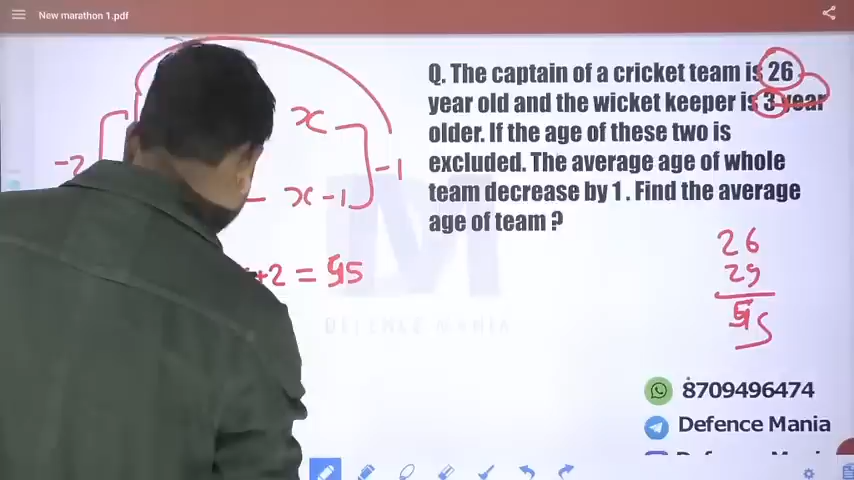 New marathon 1.pdf
Q. The captain of a cricket team is 26
year old and the wicket keeper is 3 year
older. If the age of these two is
excluded. The average age of whole
team decrease by 1. Find the average
age of team ?
x
-2
-1
x-1
+2 = 55
26
29
55
DEFENCE MANIA
8709496474
Defence Mania